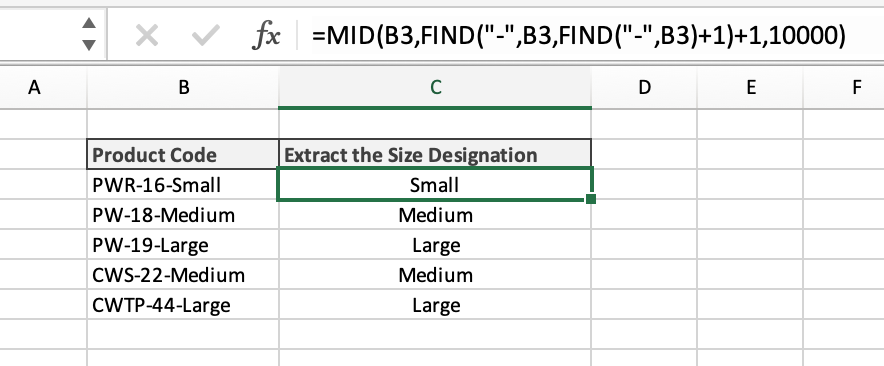 fx =MID(B3,FIND("-",B3,FIND("-",B3)+1)+1,10000)
A B C D E F
Product Code Extract the Size Designation
PWR-16-Small Small
PW-18-Medium Medium
PW-19-Large Large
CWS-22-Medium Medium
CWTP-44-Large Large